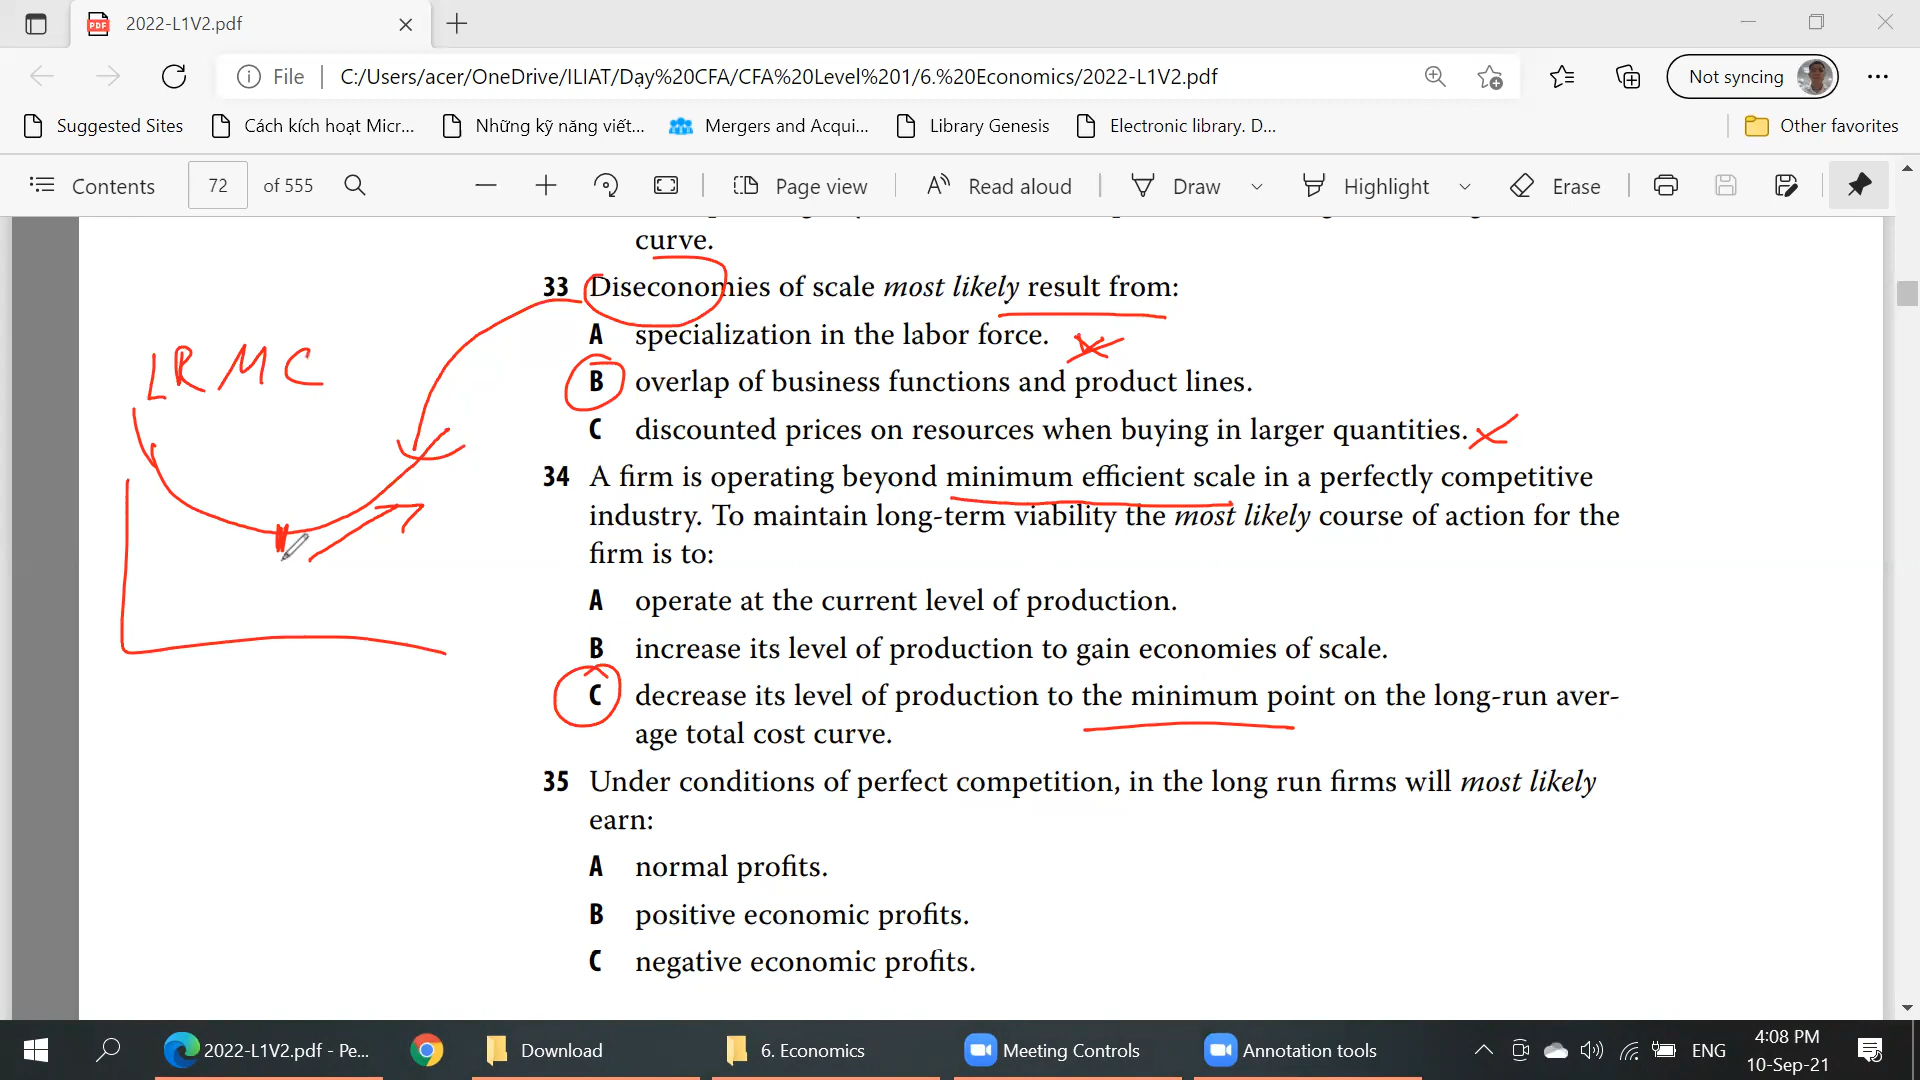 2022-L1V2.pdf
File C:/Users/acer/OneDrive/ILIAT/Dạy%20CFA/CFA%20Level%201/6.%20Economics/2022-L1V2.pdf Not syncing
Suggested Sites Cách kích hoạt Micr... Những kỹ năng viết... Mergers and Acqui... Library Genesis Electronic library. D... Other favorites
Contents 72 of 555 Page view Read aloud Draw Highlight Erase
curve.
33 Diseconomies of scale most likely result from:
A specialization in the labor force.
B overlap of business functions and product lines.
C discounted prices on resources when buying in larger quantities.
LRMC
34 A firm is operating beyond minimum efficient scale in a perfectly competitive
industry. To maintain long-term viability the most likely course of action for the
firm is to:
A operate at the current level of production.
B increase its level of production to gain economies of scale.
C decrease its level of production to the minimum point on the long-run aver-
age total cost curve.
35 Under conditions of perfect competition, in the long run firms will most likely
earn:
A normal profits.
B positive economic profits.
C negative economic profits.
2022-L1V2.pdf - Pe... Download 6. Economics Meeting Controls Annotation tools ENG 4:08 PM
10-Sep-21